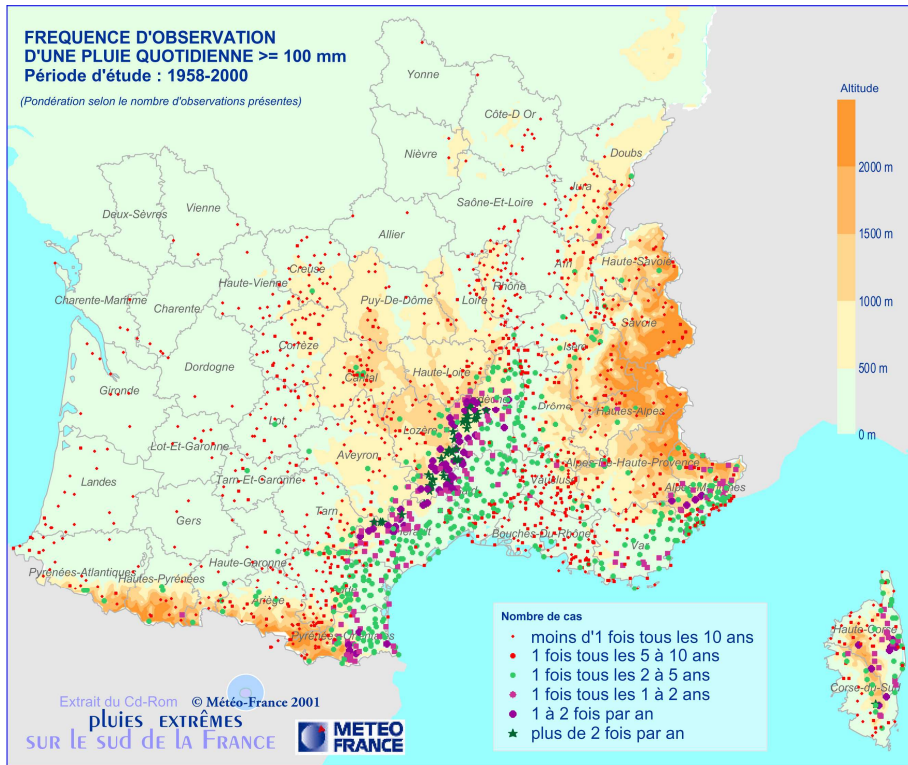 FREQUENCE D'OBSERVATION
D'UNE PLUIE QUOTIDIENNE >= 100 mm
Période d'étude : 1958-2000
(Pondération selon le nombre d'observations présentes)
Altitude
2000 m
1500 m
1000 m
500 m
0 m
Yonne
Côte-D Or
Nièvre
Doubs
Jura
Saône-Et-Loire
Deux-Sèvres
Vienne
Allier
Ain
Haute-Savoie
Creuse
Haute-Vienne
Rhône
Charente-Maritime
Charente
Puy-De-Dôme
Loire
Savoie
Corrèze
Isère
Dordogne
Cantal
Haute-Loire
Gironde
Ardèche
Drôme
Hautes-Alpes
Lot
Lozère
Lot-Et-Garonne
Aveyron
Alpes-De-Haute-Provence
Landes
Tarn-Et-Garonne
Gard
Vaucluse
Alpes-Maritimes
Gers
Tarn
Hérault
Bouches-Du-Rhône
Var
Haute-Garonne
Pyrénées-Atlantiques
Hautes-Pyrénées
Aude
Ariège
Pyrénées-Orientales
Haute-Corse
Corse-du-Sud
Nombre de cas
moins d'1 fois tous les 10 ans
1 fois tous les 5 à 10 ans
1 fois tous les 2 à 5 ans
1 fois tous les 1 à 2 ans
1 à 2 fois par an
plus de 2 fois par an
Extrait du Cd-Rom © Météo-France 2001
pluies EXTRÊMES
SUR LE SUD DE LA FRANCE
METEO
FRANCE